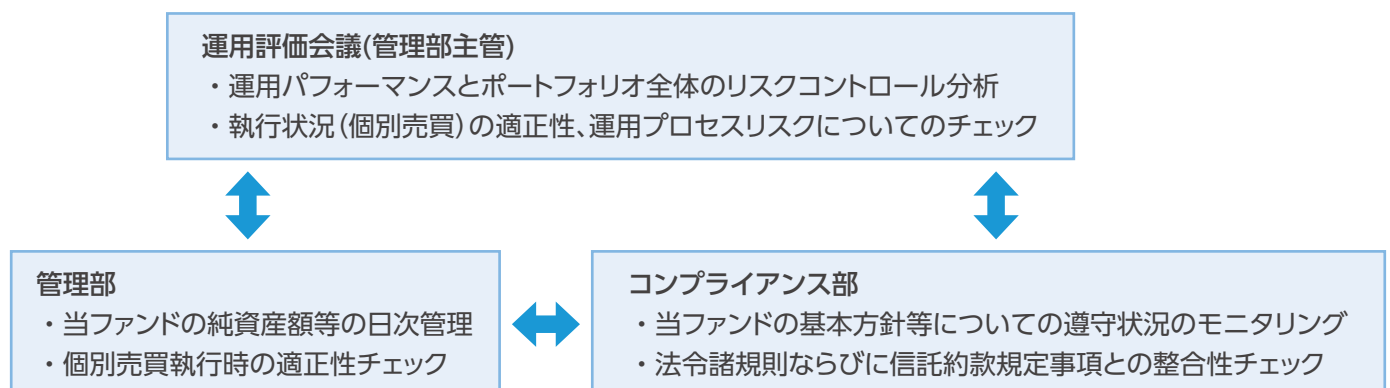 運用評価会議(管理部主管)
・運用パフォーマンスとポートフォリオ全体のリスクコントロール分析
・執行状況(個別売買)の適正性、運用プロセスリスクについてのチェック
管理部
・当ファンドの純資産額等の日次管理
・個別売買執行時の適正性チェック
コンプライアンス部
・当ファンドの基本方針等についての遵守状況のモニタリング
・法令諸規則ならびに信託約款規定事項との整合性チェック